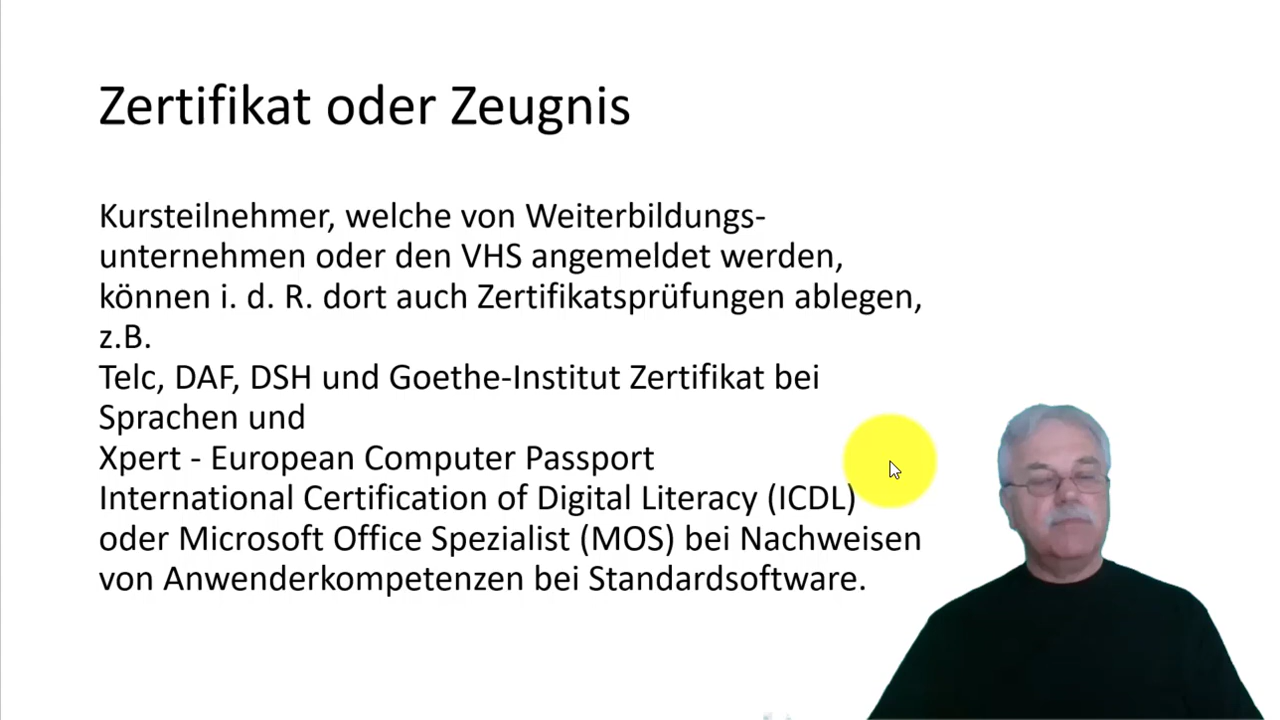 Zertifikat oder Zeugnis
Kursteilnehmer, welche von Weiterbildungs-
unternehmen oder den VHS angemeldet werden,
können i. d. R. dort auch Zertifikatsprüfungen ablegen,
z.B.
Telc, DAF, DSH und Goethe-Institut Zertifikat bei
Sprachen und
Xpert - European Computer Passport
International Certification of Digital Literacy (ICDL)
oder Microsoft Office Spezialist (MOS) bei Nachweisen
von Anwenderkompetenzen bei Standardsoftware.